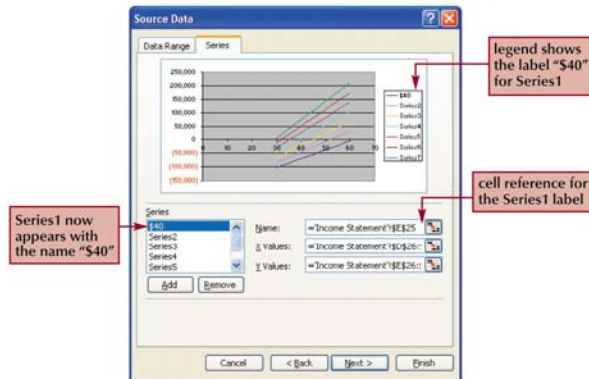 Source Data
Data Range
Series
250,000
200,000
150,000
100,000
50,000
0
(50,000)
(100,000)
(150,000)
0 10 20 30 40 50 60 70
$40
Series2
Series3
Series4
Series5
Series6
Series7
legend shows
the label "$40"
for Series1
Series1 now
appears with
the name "$40"
Series
$40
Series2
Series3
Series4
Series5
Add
Remove
Name:
='Income Statement'!$E$25
X Values:
='Income Statement'!$D$26:
Y Values:
='Income Statement'!$E$26:
cell reference for
the Series1 label
Cancel
< Back
Next >
Finish